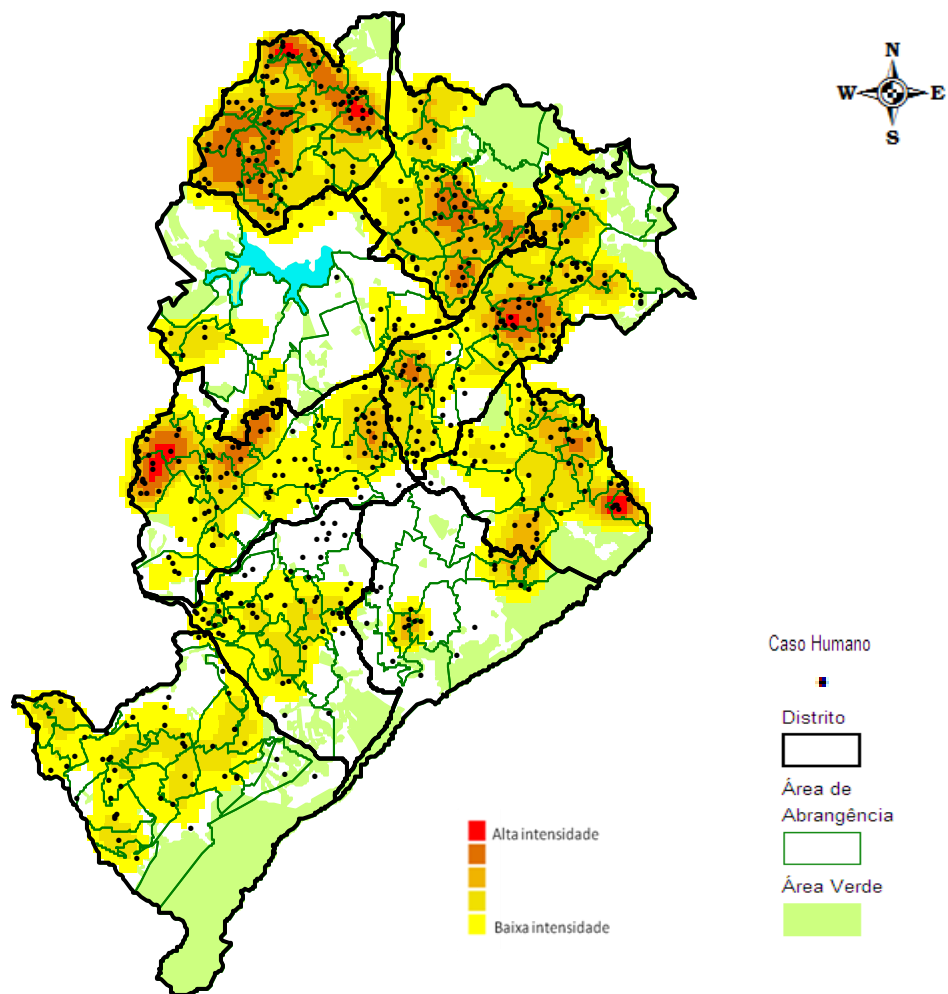 N
W E
S
Caso Humano
Distrito
Área de
Abrangência
Área Verde
Alta intensidade
Baixa intensidade